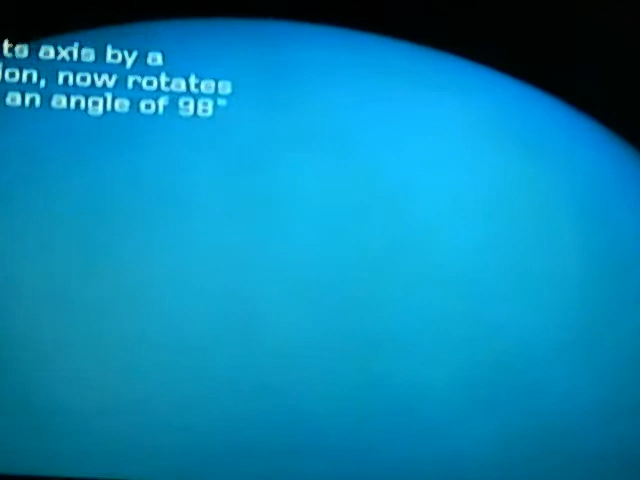 ts axis by a
ion, now rotates
an angle of 98°